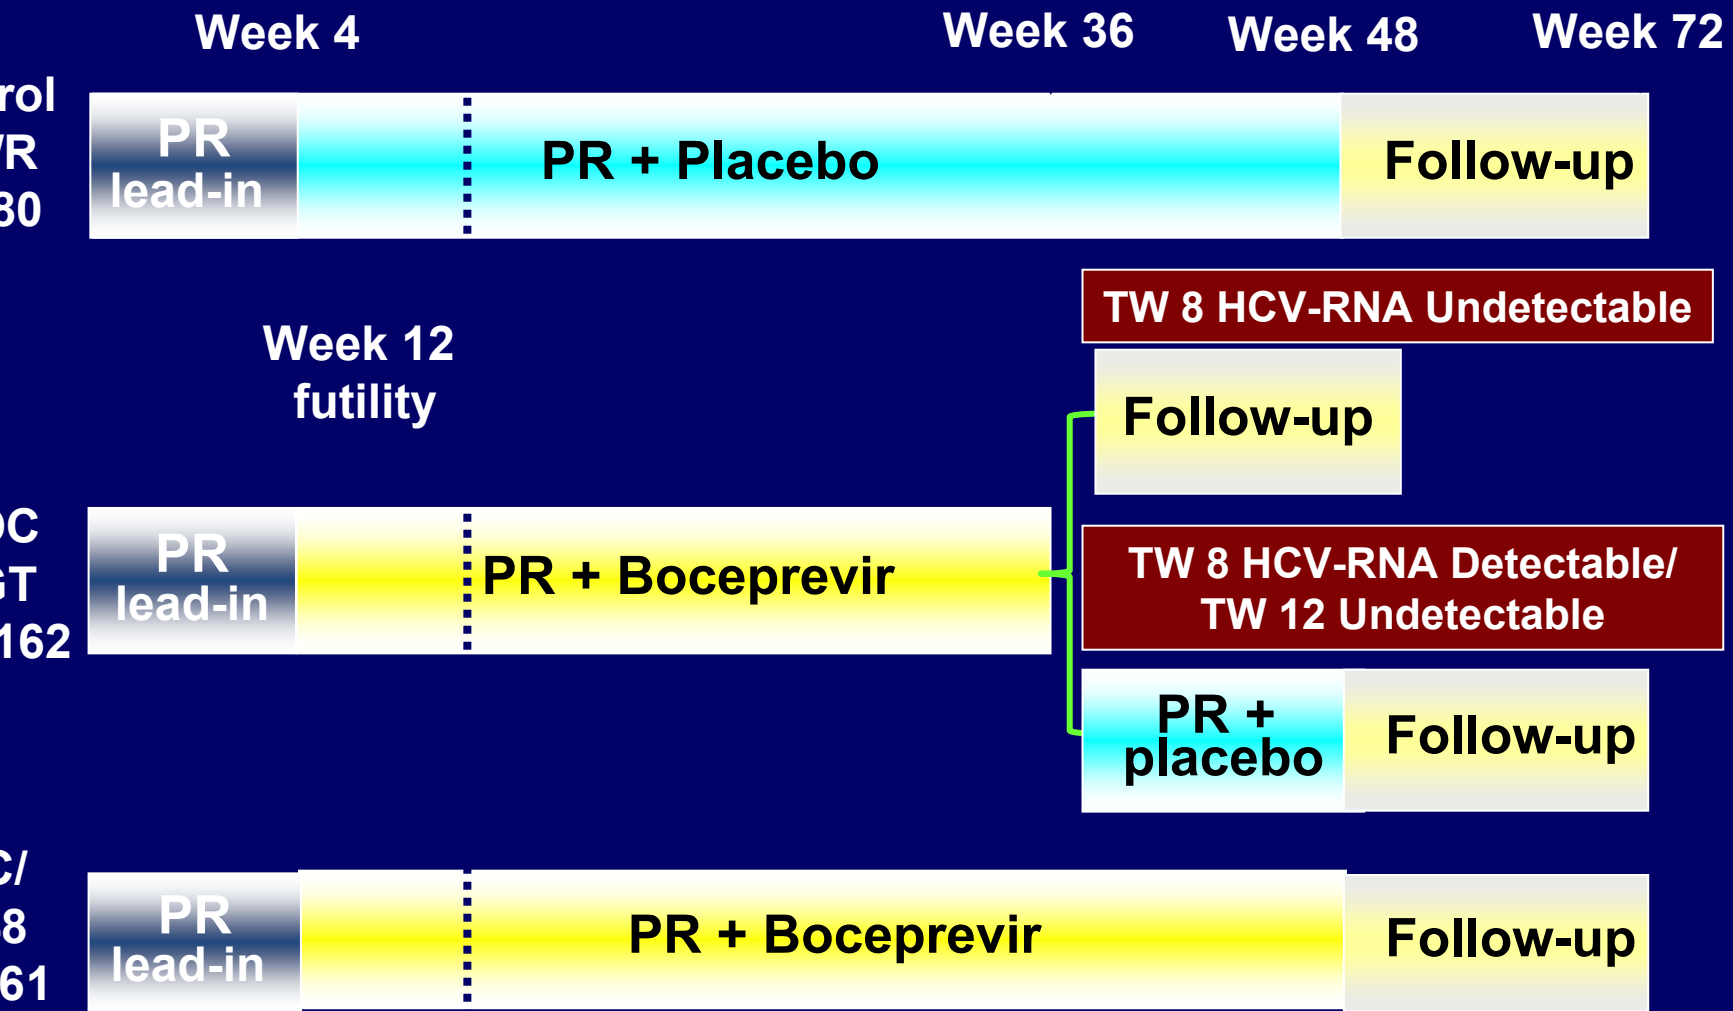 Week 4 Week 36 Week 48 Week 72
rol
/R
80
PR
lead-in
PR + Placebo
Follow-up
TW 8 HCV-RNA Undetectable
Week 12
futility
Follow-up
OC
GT
162
PR
lead-in
PR + Boceprevir
TW 8 HCV-RNA Detectable/
TW 12 Undetectable
PR +
placebo
Follow-up
C/
8
61
PR
lead-in
PR + Boceprevir
Follow-up